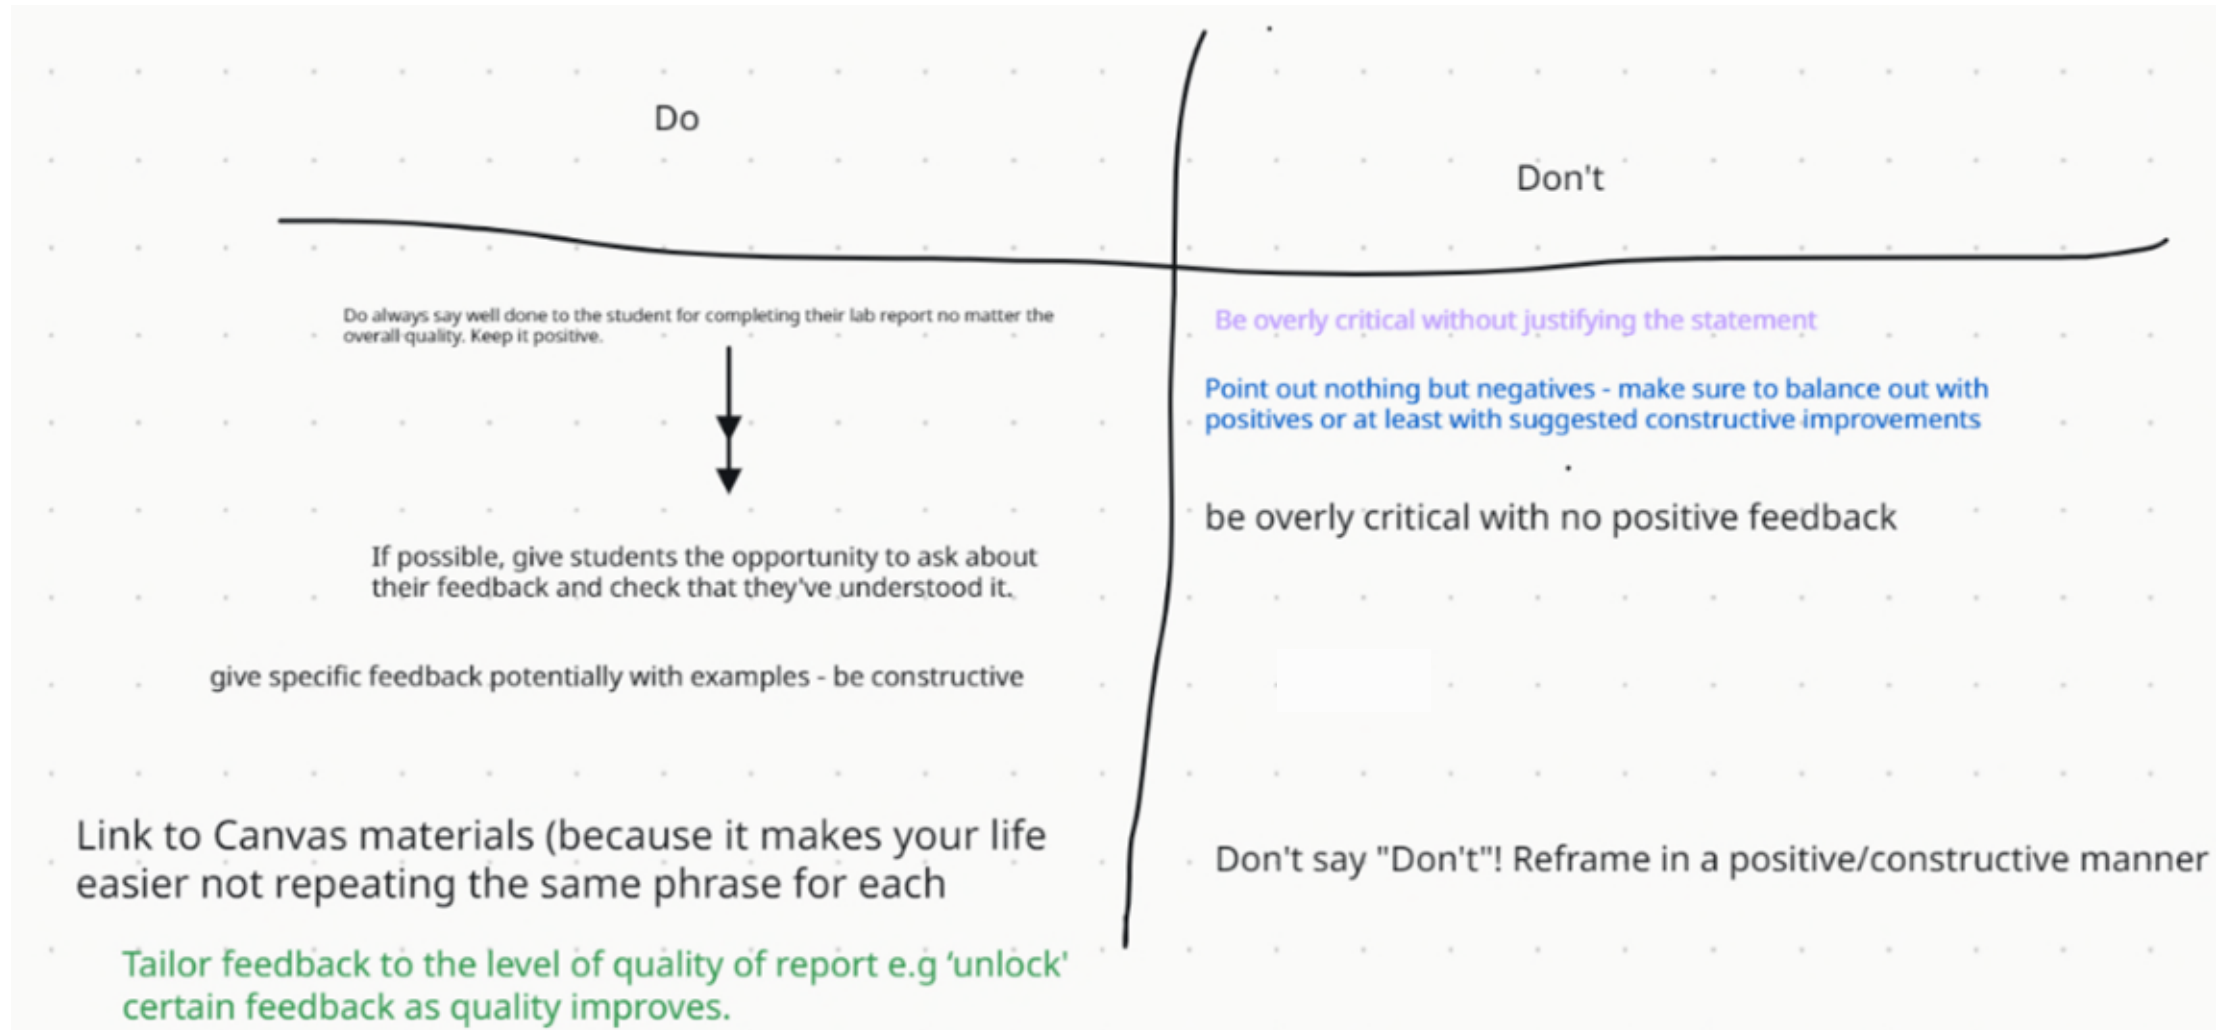 Do
Don't
Do always say well done to the student for completing their lab report no matter the
overall quality. Keep it positive.
If possible, give students the opportunity to ask about
their feedback and check that they've understood it.
give specific feedback potentially with examples - be constructive
Link to Canvas materials (because it makes your life
easier not repeating the same phrase for each
Tailor feedback to the level of quality of report e.g ‘unlock'
certain feedback as quality improves.
Be overly critical without justifying the statement
Point out nothing but negatives - make sure to balance out with
positives or at least with suggested constructive improvements
be overly critical with no positive feedback
Don't say "Don't"! Reframe in a positive/constructive manner